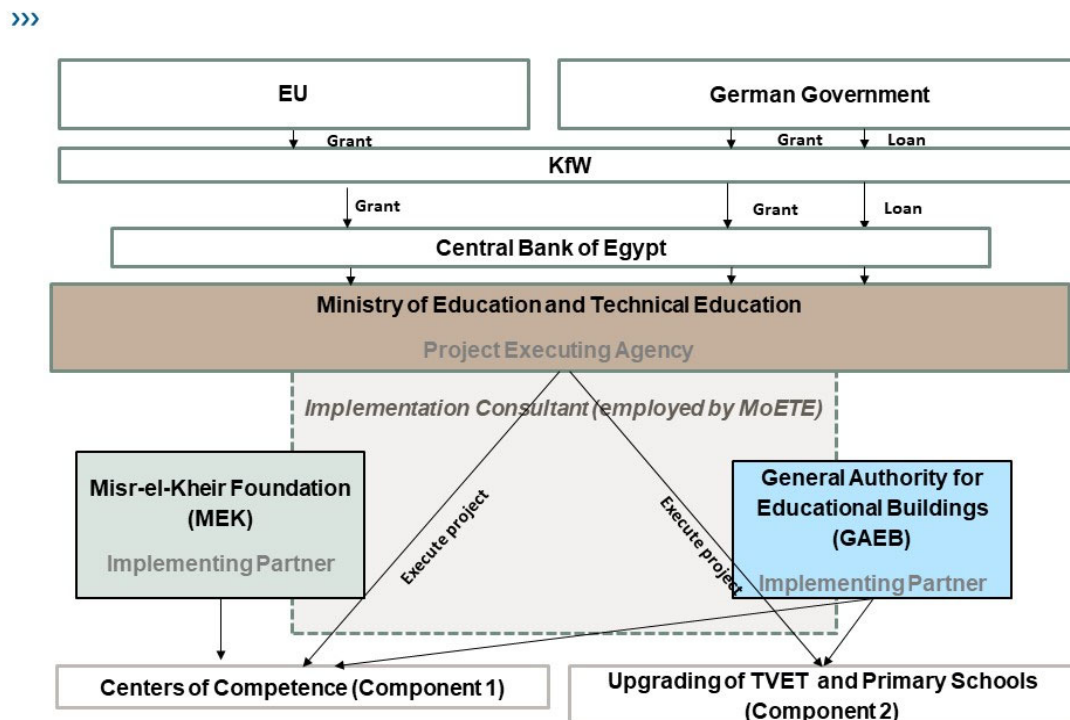 ›››
EU
German Government
Grant
Grant
Loan
KfW
Grant
Grant
Loan
Central Bank of Egypt
Ministry of Education and Technical Education
Project Executing Agency
Implementation Consultant (employed by MoETE)
Misr-el-Kheir Foundation
(MEK)
Implementing Partner
General Authority for
Educational Buildings
(GAEB)
Implementing Partner
Execute project
Execute project
Centers of Competence (Component 1)
Upgrading of TVET and Primary Schools
(Component 2)